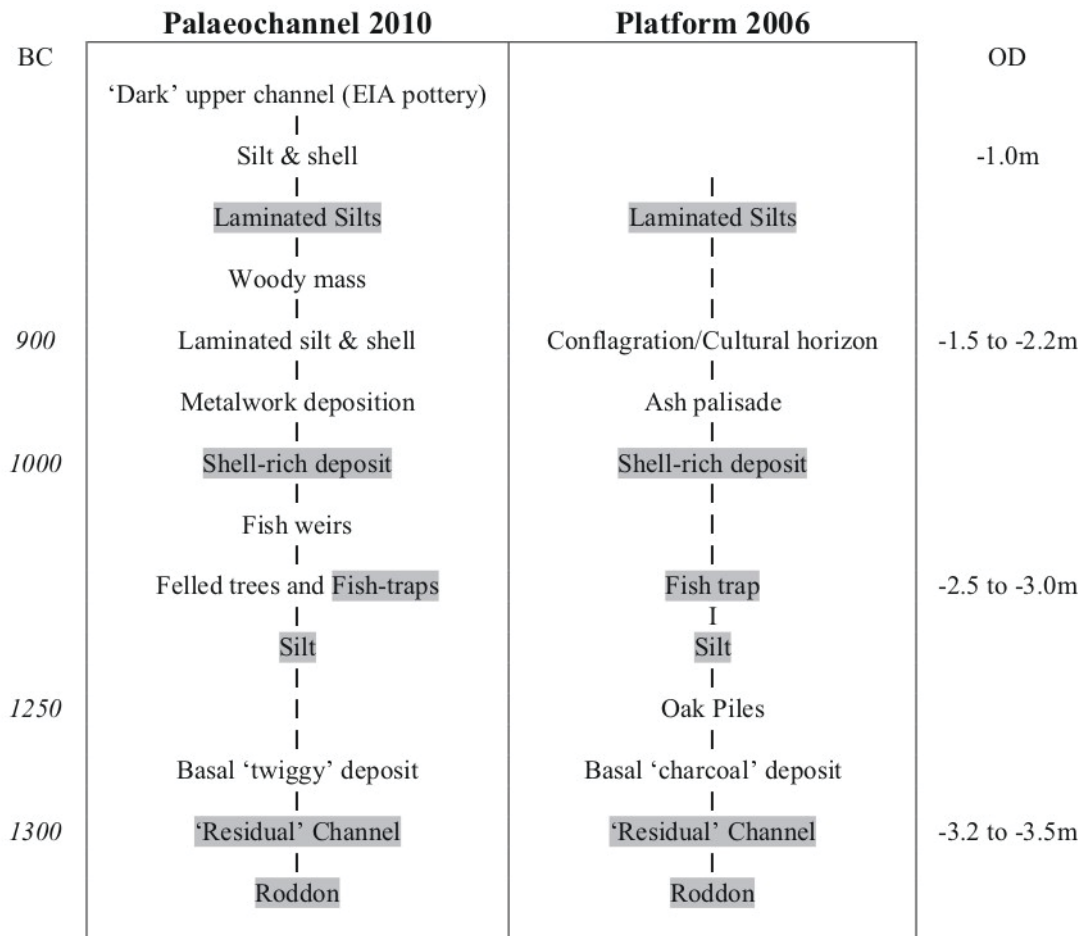 Palaeochannel 2010 Platform 2006
BC OD
‘Dark’ upper channel (EIA pottery)
Silt & shell -1.0m
Laminated Silts Laminated Silts
Woody mass
900 Laminated silt & shell Conflagration/Cultural horizon -1.5 to -2.2m
Metalwork deposition Ash palisade
1000 Shell-rich deposit Shell-rich deposit
Fish weirs
Felled trees and Fish-traps Fish trap -2.5 to -3.0m
Silt Silt
1250 Oak Piles
Basal ‘twiggy’ deposit Basal ‘charcoal’ deposit
1300 ‘Residual’ Channel ‘Residual’ Channel -3.2 to -3.5m
Roddon Roddon